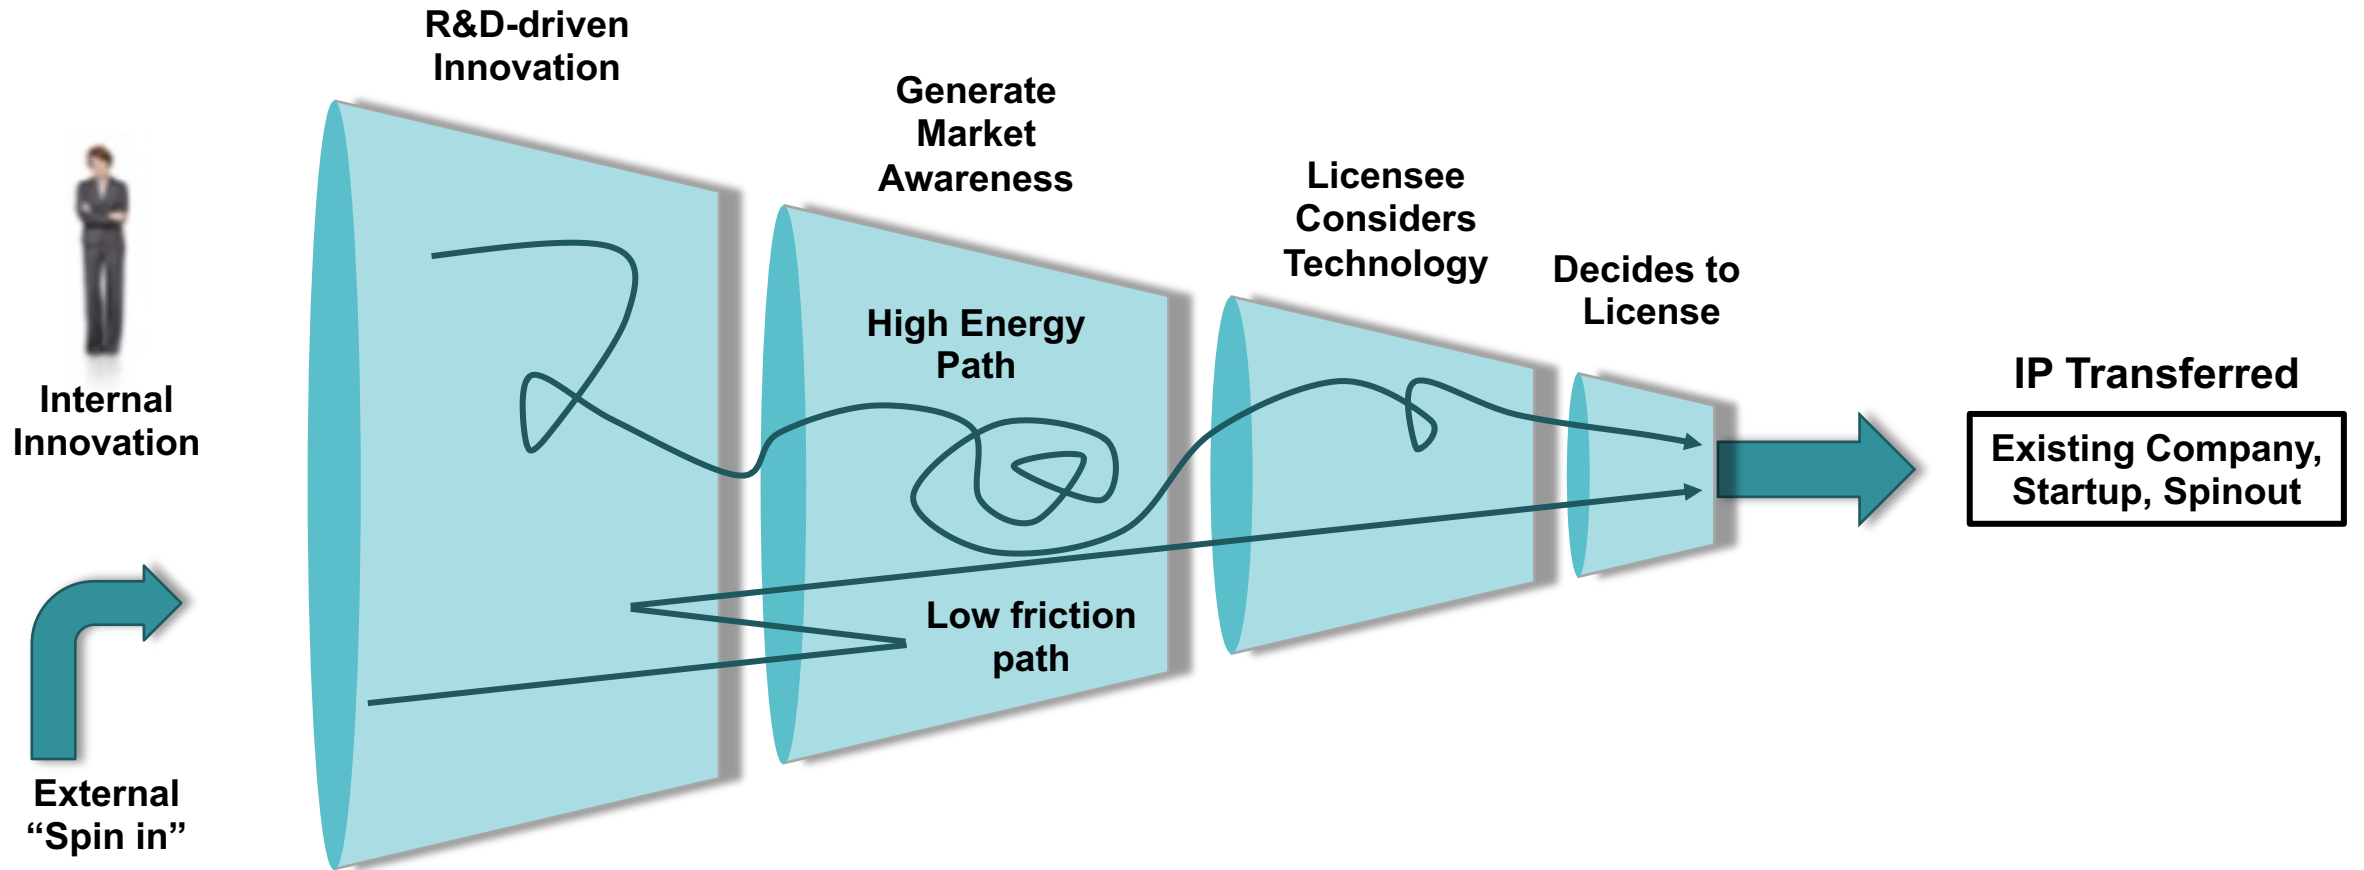 R&D-driven
Innovation
Generate
Market
Awareness
Licensee
Considers
Technology
Decides to
License
High Energy
Path
IP Transferred
Internal
Innovation
Existing Company,
Startup, Spinout
Low friction
path
External
“Spin in”